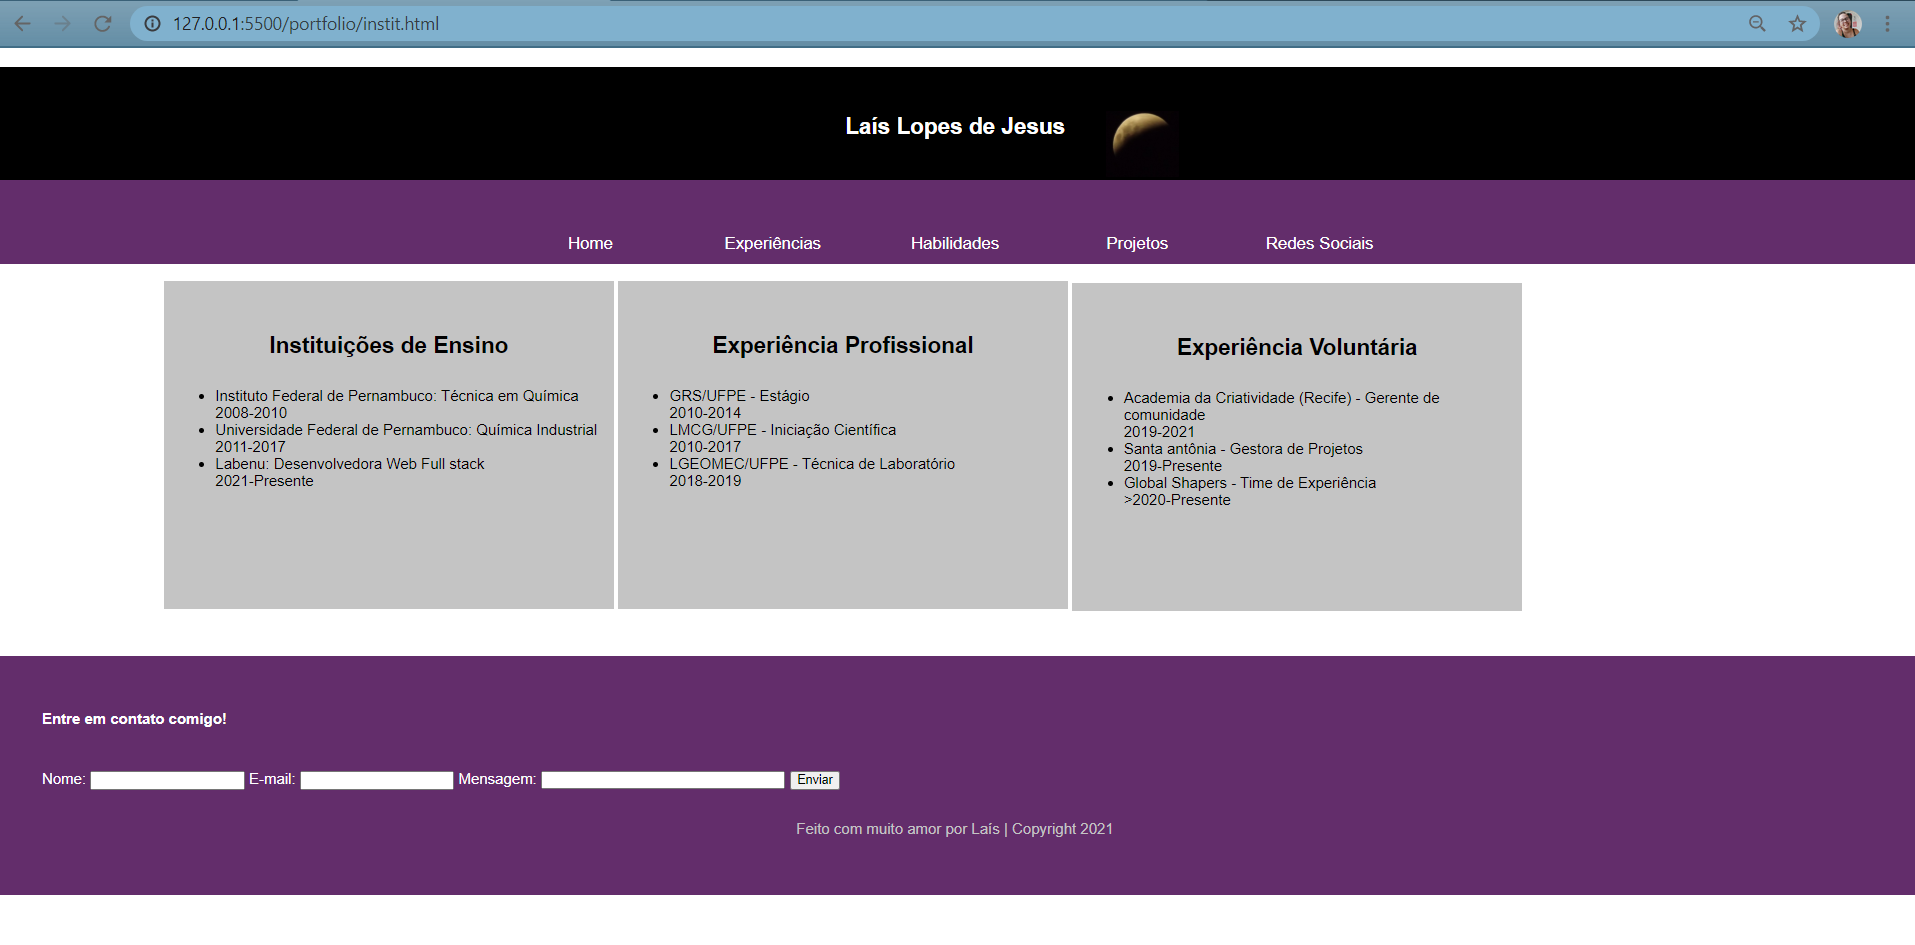 127.0.0.1:5500/portfolio/instit.html
Laís Lopes de Jesus
Home Experiências Habilidades Projetos Redes Sociais
Instituições de Ensino
Instituto Federal de Pernambuco: Técnica em Química
2008-2010
Universidade Federal de Pernambuco: Química Industrial
2011-2017
Labenu: Desenvolvedora Web Full stack
2021-Presente
Experiência Profissional
GRS/UFPE - Estágio
2010-2014
LMCG/UFPE - Iniciação Científica
2010-2017
LGEOMEC/UFPE - Técnica de Laboratório
2018-2019
Experiência Voluntária
Academia da Criatividade (Recife) - Gerente de
comunidade
2019-2021
Santa antônia - Gestora de Projetos
2019-Presente
Global Shapers - Time de Experiência
>2020-Presente
Entre em contato comigo!
Nome: E-mail: Mensagem: Enviar
Feito com muito amor por Laís | Copyright 2021